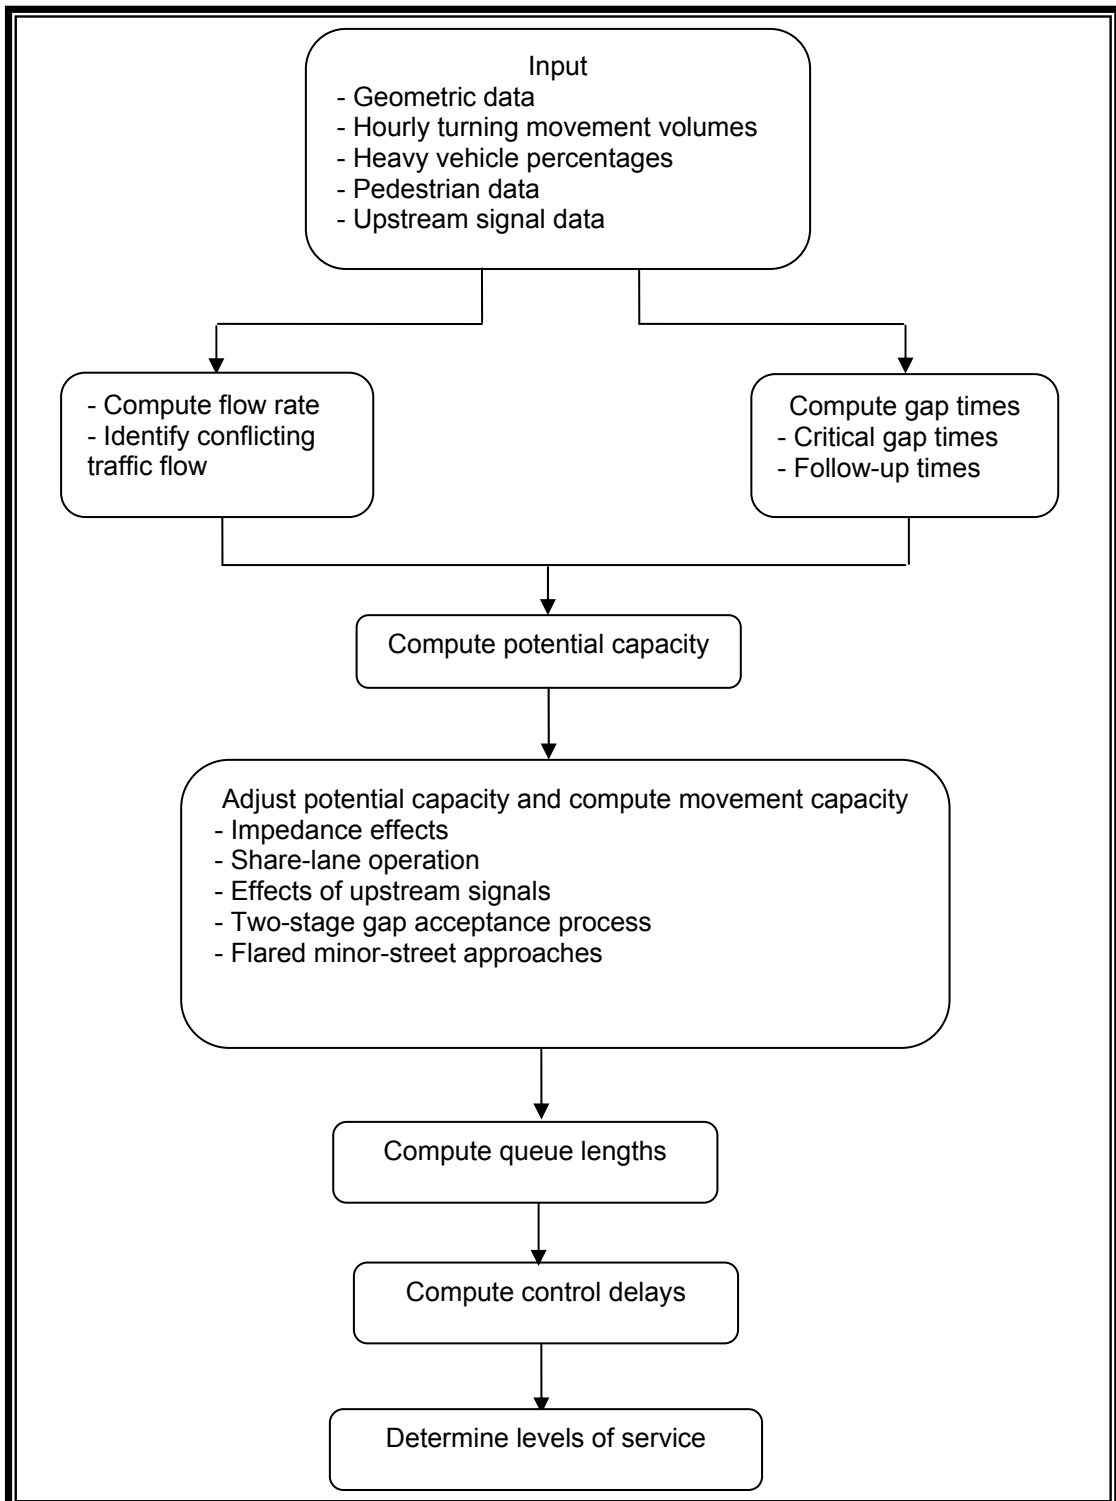 Input
- Geometric data
- Hourly turning movement volumes
- Heavy vehicle percentages
- Pedestrian data
- Upstream signal data
- Compute flow rate
- Identify conflicting
traffic flow
Compute gap times
- Critical gap times
- Follow-up times
Compute potential capacity
Adjust potential capacity and compute movement capacity
- Impedance effects
- Share-lane operation
- Effects of upstream signals
- Two-stage gap acceptance process
- Flared minor-street approaches
Compute queue lengths
Compute control delays
Determine levels of service